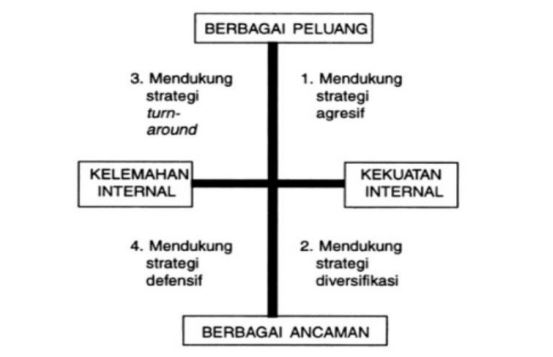 BERBAGAI PELUANG
3. Mendukung
strategi
turn-
around
1. Mendukung
strategi
agresif
KELEMAHAN
INTERNAL
KEKUATAN
INTERNAL
4. Mendukung
strategi
defensif
2. Mendukung
strategi
diversifikasi
BERBAGAI ANCAMAN